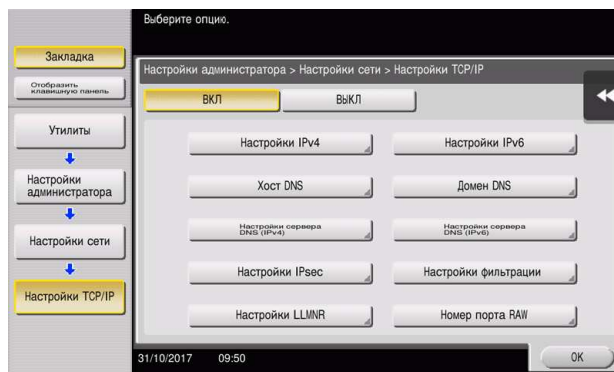 Выберите опцию.
Закладка
Отобразить
клавишную панель
Утилиты
Настройки
администратора
Настройки сети
Настройки TCP/IP
Настройки администратора > Настройки сети > Настройки TCP/IP
ВКЛ
ВЫКЛ
Настройки IPv4
Настройки IPv6
Хост DNS
Домен DNS
Настройки сервера
DNS (IPv4)
Настройки сервера
DNS (IPv6)
Настройки IPsec
Настройки фильтрации
Настройки LLMNR
Номер порта RAW
31/10/2017 09:50
OK